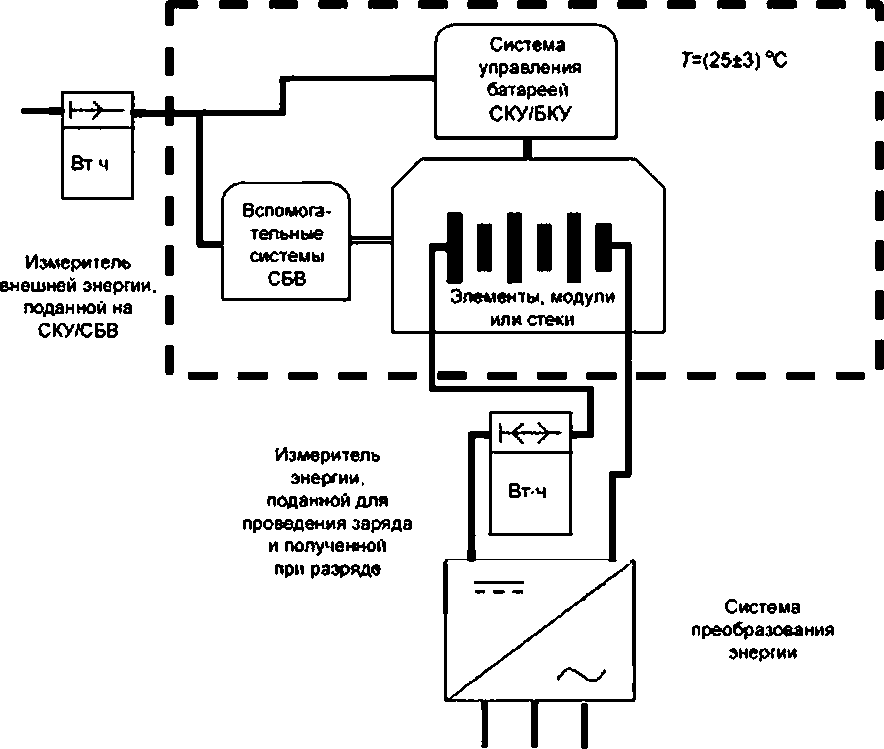 Система
управления
батареей
СКУ/БКУ
T=(25±3) °С
Вт·ч
Вспомога-
тельные
системы
СБВ
Измеритель
внешней энергии,
поданной на
СКУ/СБВ
Элементы, модули
или стеки
Измеритель
энергии,
поданной для
проведения заряда
и полученной
при разряде
Вт·ч
Система
преобразования
энергии